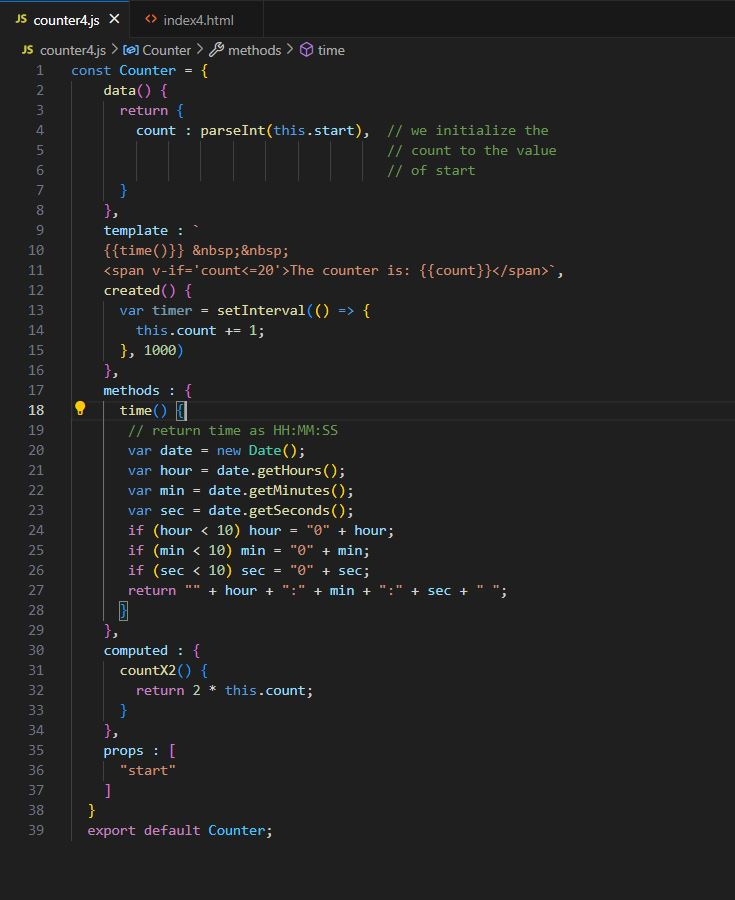 JS counter4.js × <> index4.html
JS counter4.js > Counter > methods > time
1 const Counter = {
2 data() {
3 return {
4 count : parseInt(this.start), // we initialize the
5 // count to the value
6 // of start
7 }
8 },
9 template : `
10 {{time()}} &nbsp;&nbsp;
11 <span v-if='count<=20'>The counter is: {{count}}</span>`,
12 created() {
13 var timer = setInterval(() => {
14 this.count += 1;
15 }, 1000)
16 },
17 methods : {
18 time() {
19 // return time as HH:MM:SS
20 var date = new Date();
21 var hour = date.getHours();
22 var min = date.getMinutes();
23 var sec = date.getSeconds();
24 if (hour < 10) hour = "0" + hour;
25 if (min < 10) min = "0" + min;
26 if (sec < 10) sec = "0" + sec;
27 return "" + hour + ":" + min + ":" + sec + " ";
28 }
29 },
30 computed : {
31 countX2() {
32 return 2 * this.count;
33 }
34 },
35 props : [
36 "start"
37 ]
38 }
39 export default Counter;